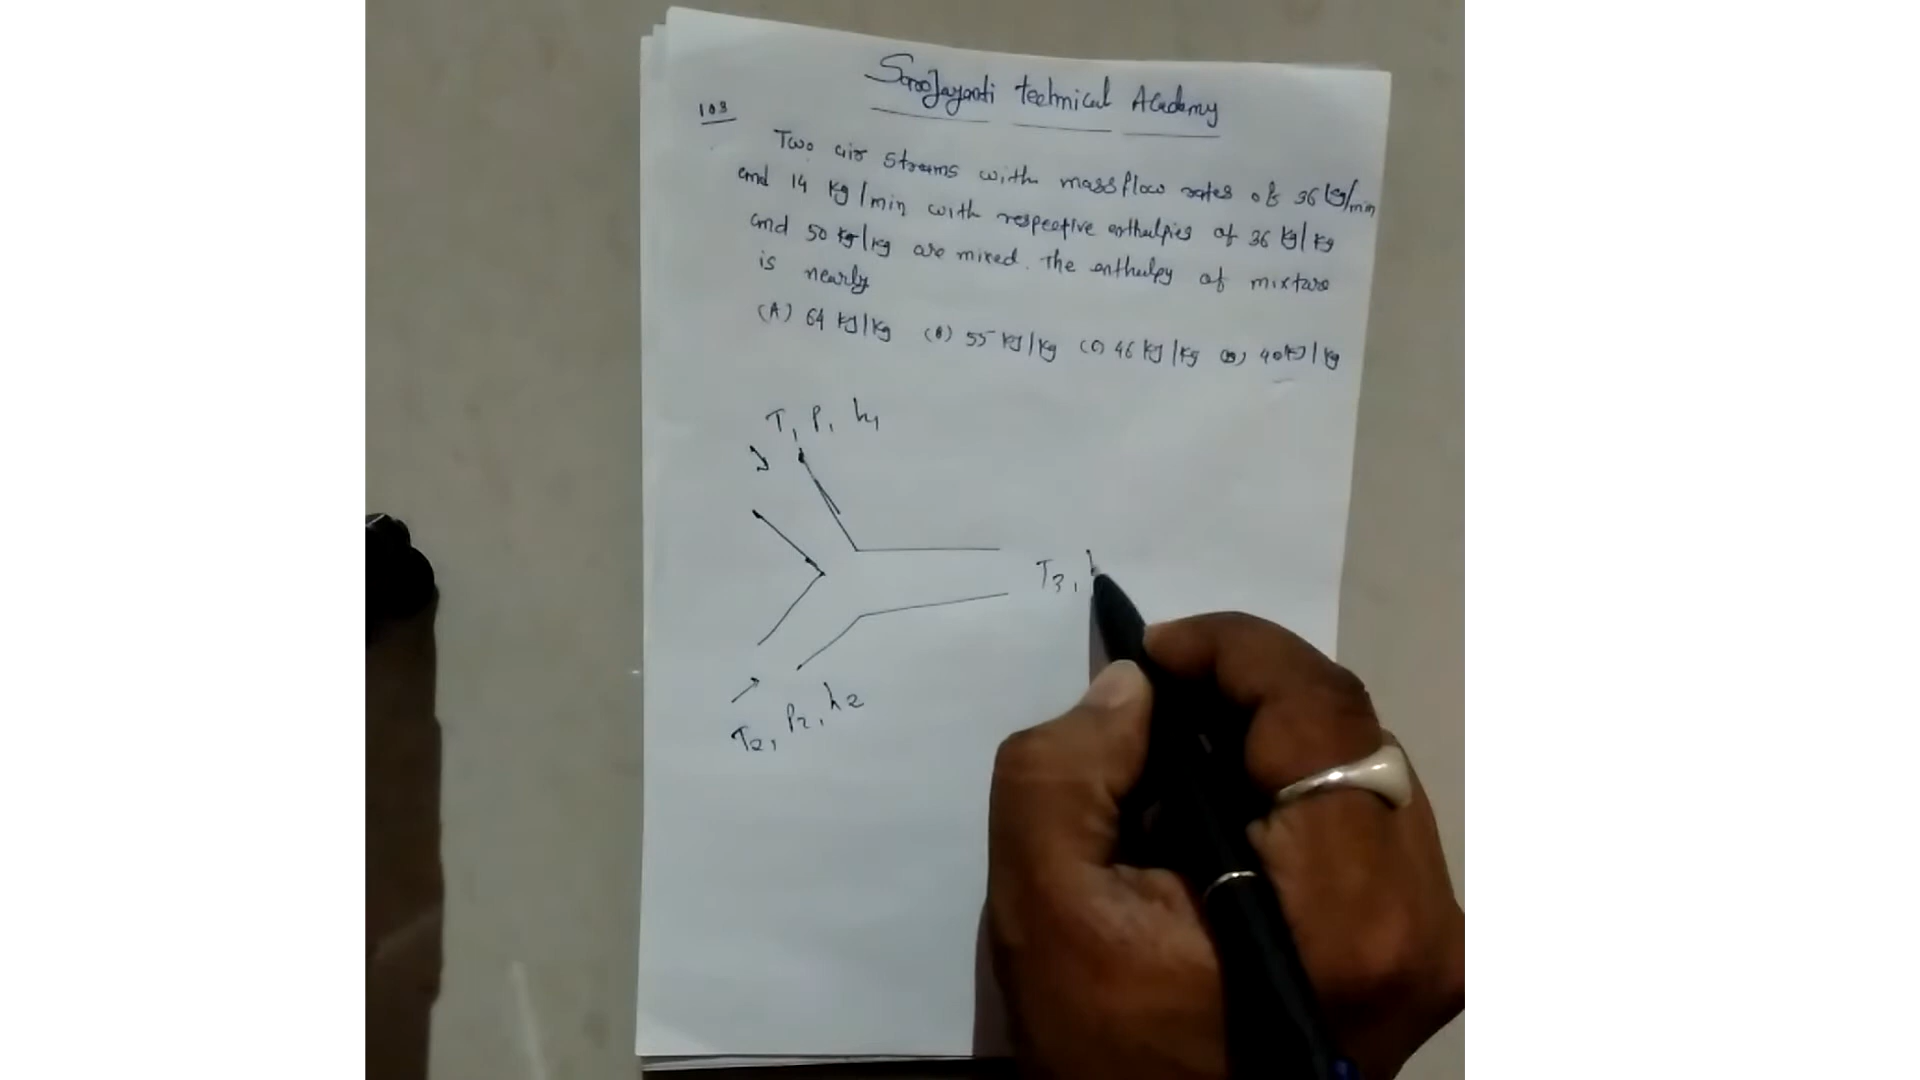 Technical Academy
103
Two air streams with mass flow rates of 36 kg/min
and 14 kg/min with respective enthalpies of 36 kJ/kg
and 50 kJ/kg are mixed. The enthalpy of mixture
is nearly
(A) 64 kJ/kg (B) 55 kJ/kg (C) 46 kJ/kg (D) 40 kJ/kg
T1 P1 h1
T3,
T2, P2, h2